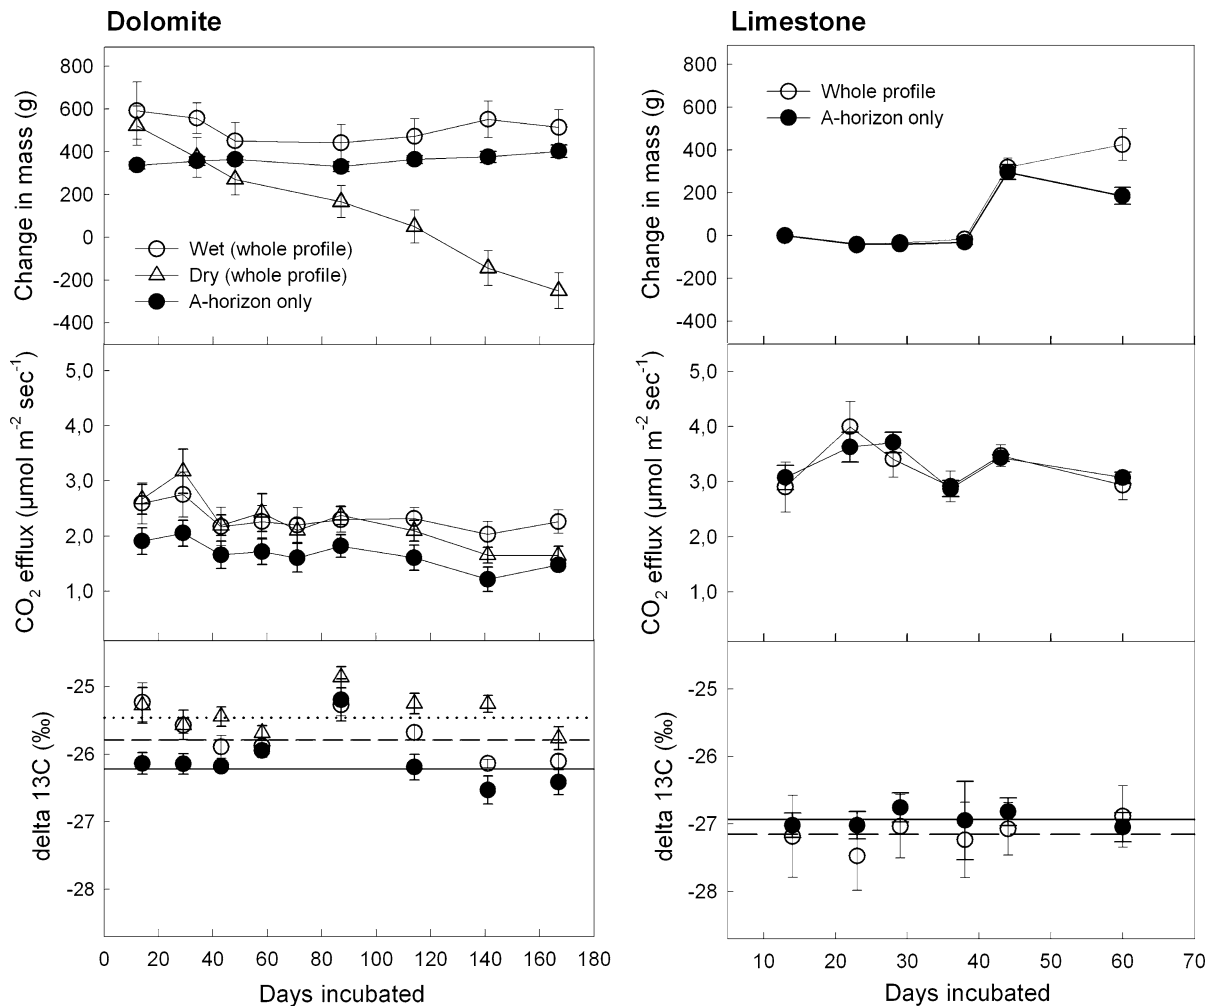 Dolomite
Limestone
Change in mass (g)
800
600
400
200
0
-200
-400
Wet (whole profile)
Dry (whole profile)
A-horizon only
Change in mass (g)
800
600
400
200
0
-200
-400
Whole profile
A-horizon only
CO₂ efflux (µmol m⁻² sec⁻¹)
5,0
4,0
3,0
2,0
1,0
CO₂ efflux (µmol m⁻² sec⁻¹)
5,0
4,0
3,0
2,0
1,0
delta 13C (‰)
-25
-26
-27
-28
0 20 40 60 80 100 120 140 160 180
Days incubated
delta 13C (‰)
-25
-26
-27
-28
10 20 30 40 50 60 70
Days incubated